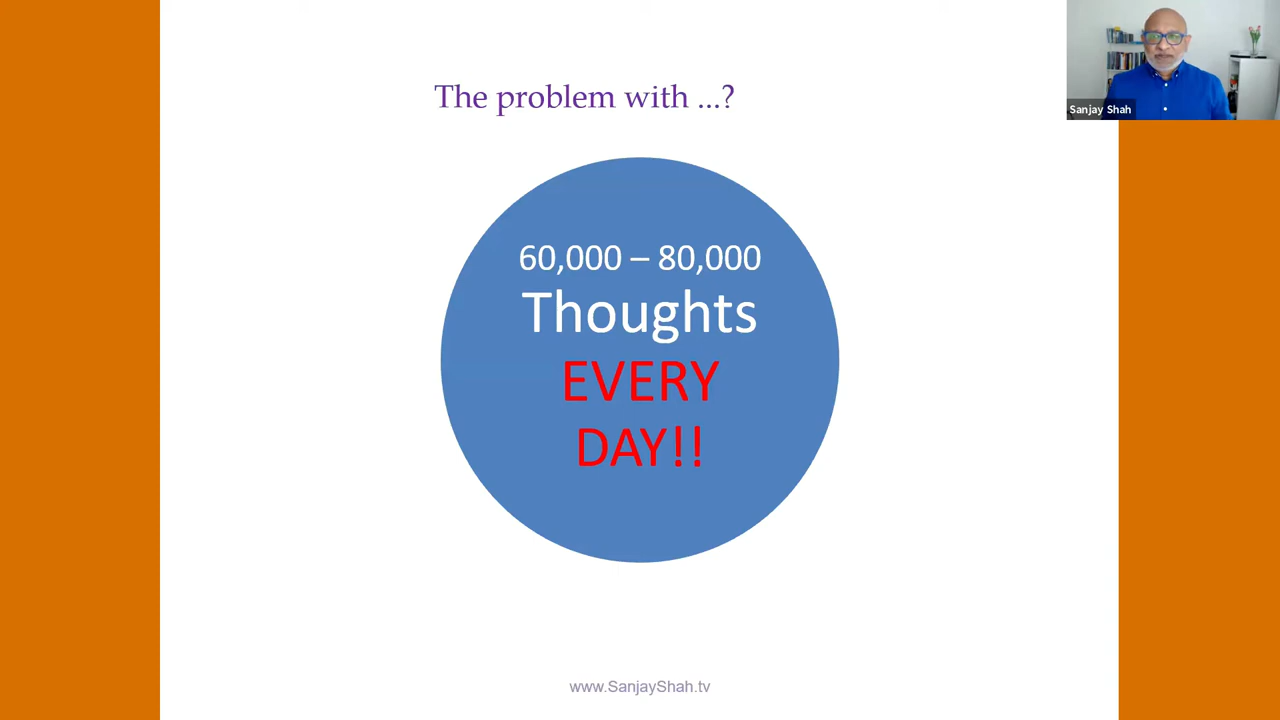 The problem with ...?
Sanjay Shah
60,000 – 80,000
Thoughts
EVERY
DAY!!
www.SanjayShah.tv